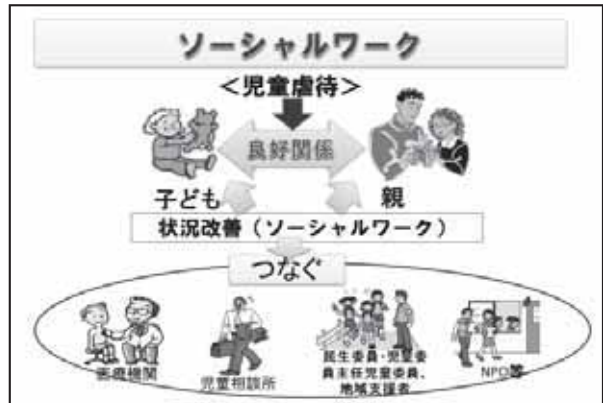 ソーシャルワーク
＜児童虐待＞
良好関係
子ども
親
状況改善（ソーシャルワーク）
つなぐ
医療機関
児童相談所
民生委員・児童委
員主任児童委員、
地域支援者
NPO等